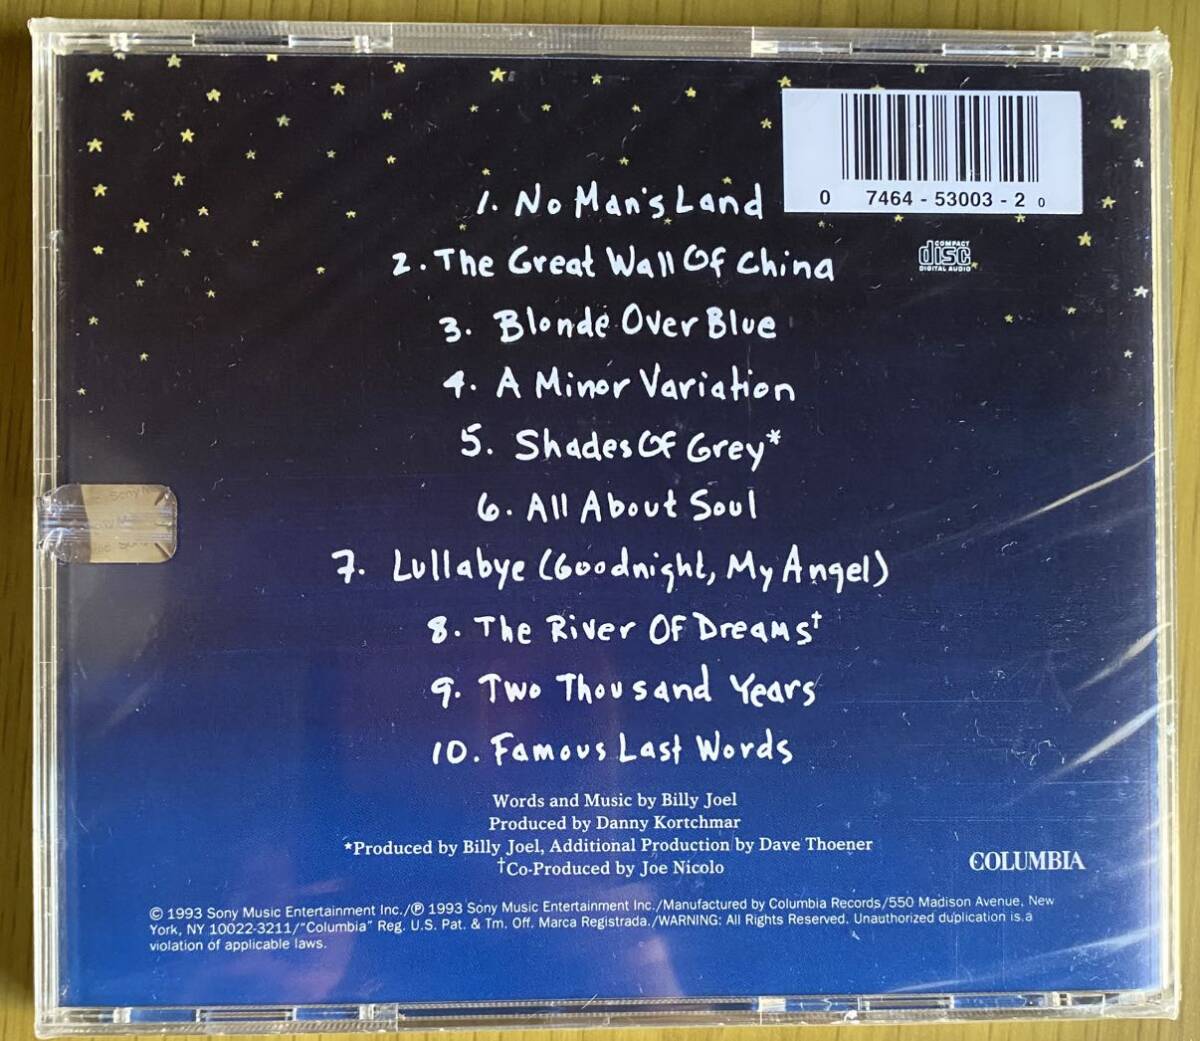 0 7464 - 53003 - 2 0
1. No Man's Land
2. The Great Wall Of China
COMPACT
disc
DIGITAL AUDIO
3. Blonde Over Blue
4. A Minor Variation
5. Shades Of Grey*
6. All About Soul
7. Lullabye (Goodnight, My Angel)
8. The River Of Dreams†
9. Two Thousand Years
10. Famous Last Words
Words and Music by Billy Joel
Produced by Danny Kortchmar
*Produced by Billy Joel, Additional Production by Dave Thoener
†Co-Produced by Joe Nicolo
COLUMBIA
© 1993 Sony Music Entertainment Inc./℗ 1993 Sony Music Entertainment Inc./Manufactured by Columbia Records/550 Madison Avenue, New
York, NY 10022-3211/"Columbia" Reg. U.S. Pat. & Tm. Off. Marca Registrada./WARNING: All Rights Reserved. Unauthorized duplication is a
violation of applicable laws.